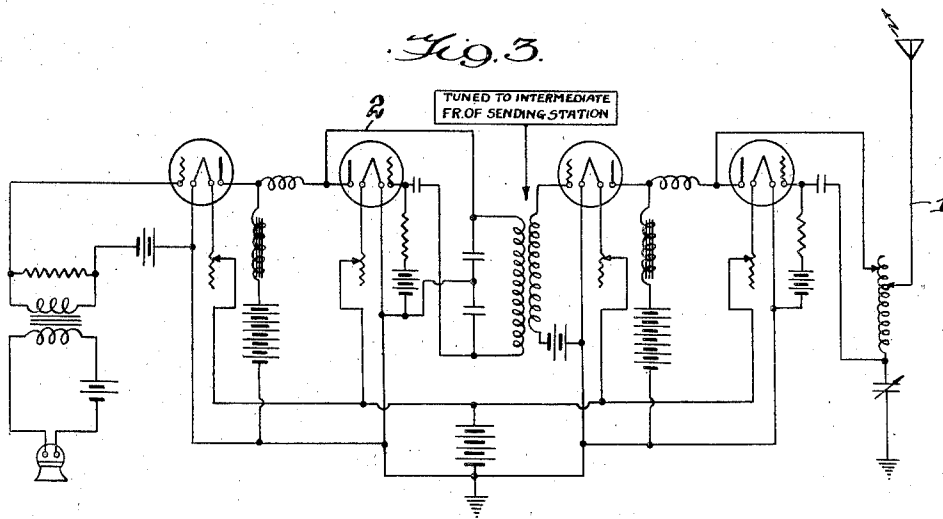 Fig. 3.
2
TUNED TO INTERMEDIATE
FR. OF SENDING STATION
1